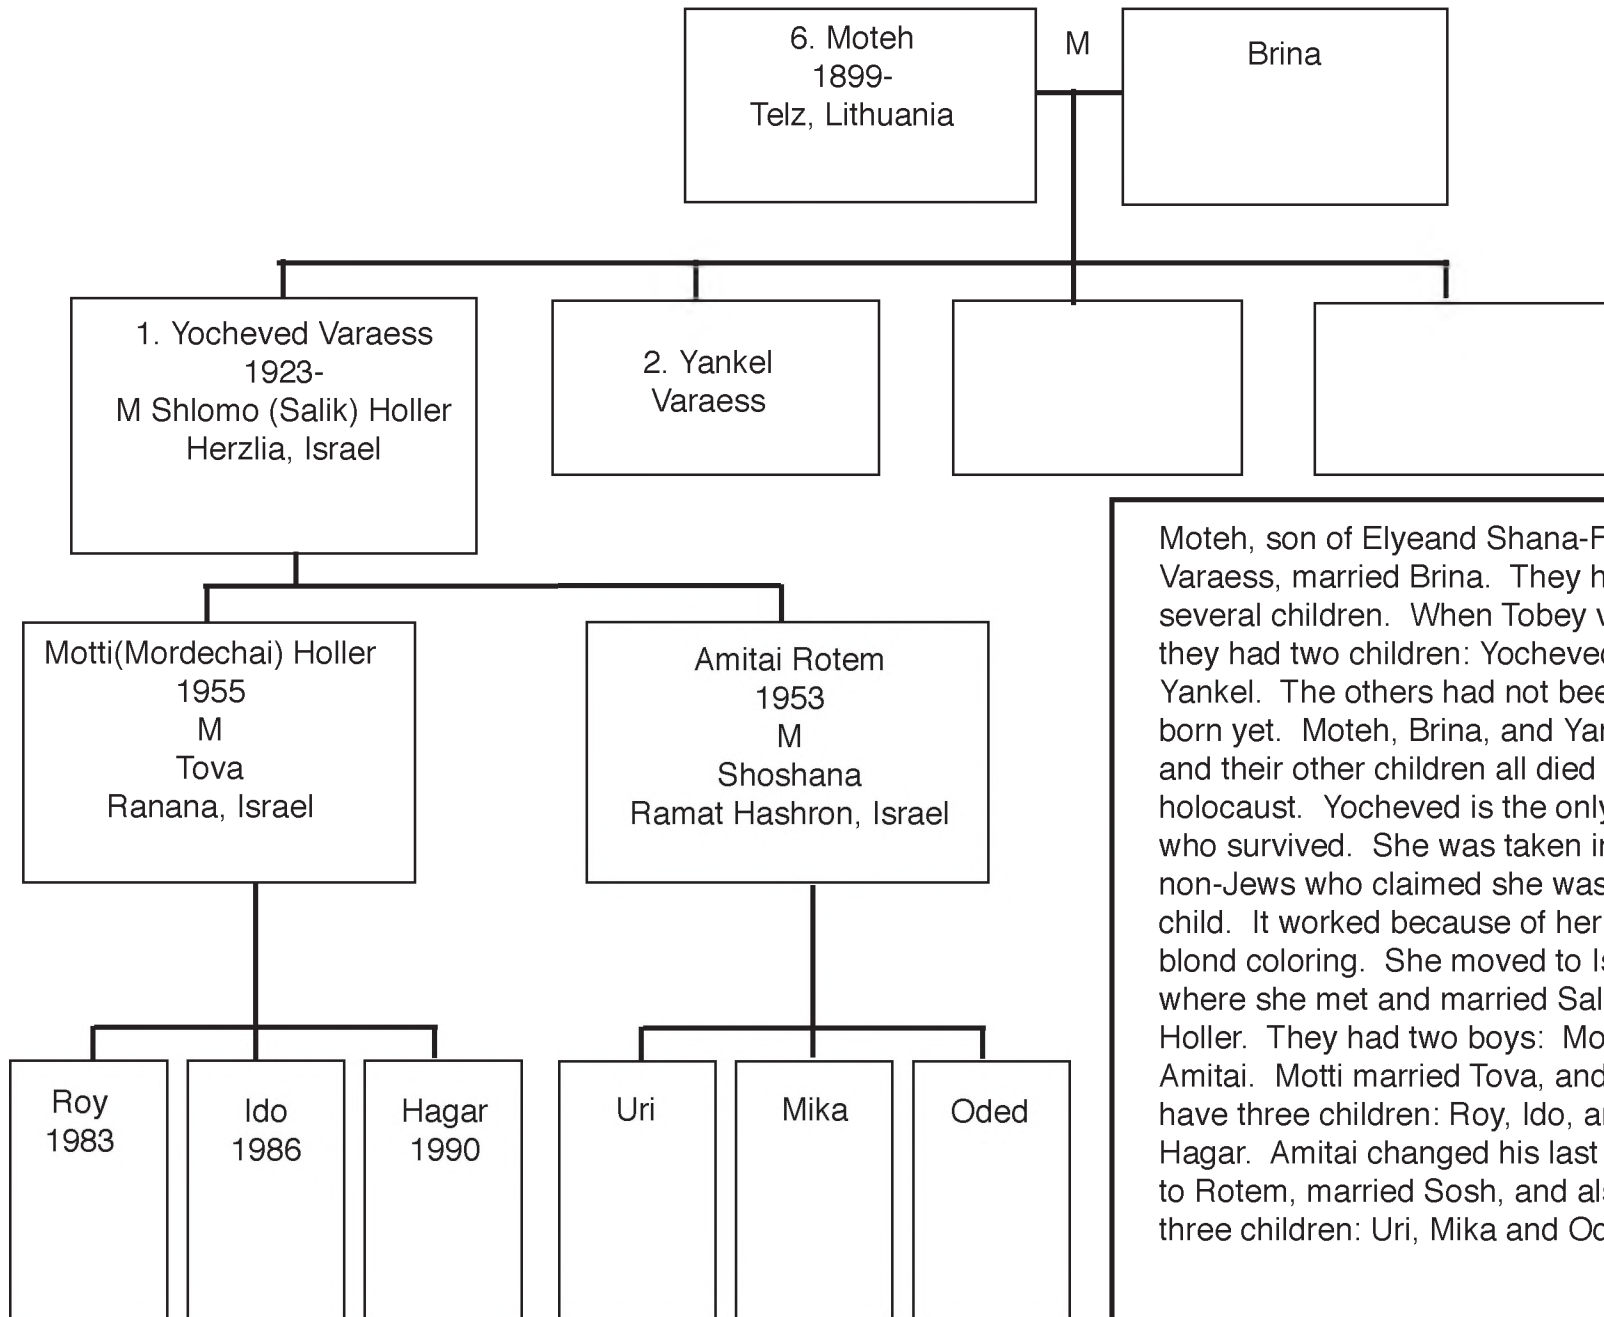 6. Moteh
1899-
Telz, Lithuania
M
Brina
1. Yocheved Varaess
1923-
M Shlomo (Salik) Holler
Herzlia, Israel
2. Yankel
Varaess
Motti(Mordechai) Holler
1955
M
Tova
Ranana, Israel
Amitai Rotem
1953
M
Shoshana
Ramat Hashron, Israel
Roy
1983
Ido
1986
Hagar
1990
Uri
Mika
Oded
Moteh, son of Elyeand
Varaess, married Brina. They
several children. When Tobey
they had two children:
Yankel. The others had not
born yet. Moteh, Brina, and
and their other children all died
holocaust. Yocheved is the
who survived. She was taken
non-Jews who claimed she was
child. It worked because of her
blond coloring. She moved to
where she met and married
Holler. They had two boys:
Amitai. Motti married Tova, and
have three children: Roy, Ido,
Hagar. Amitai changed his last
to Rotem, married Sosh, and
three children: Uri, Mika and